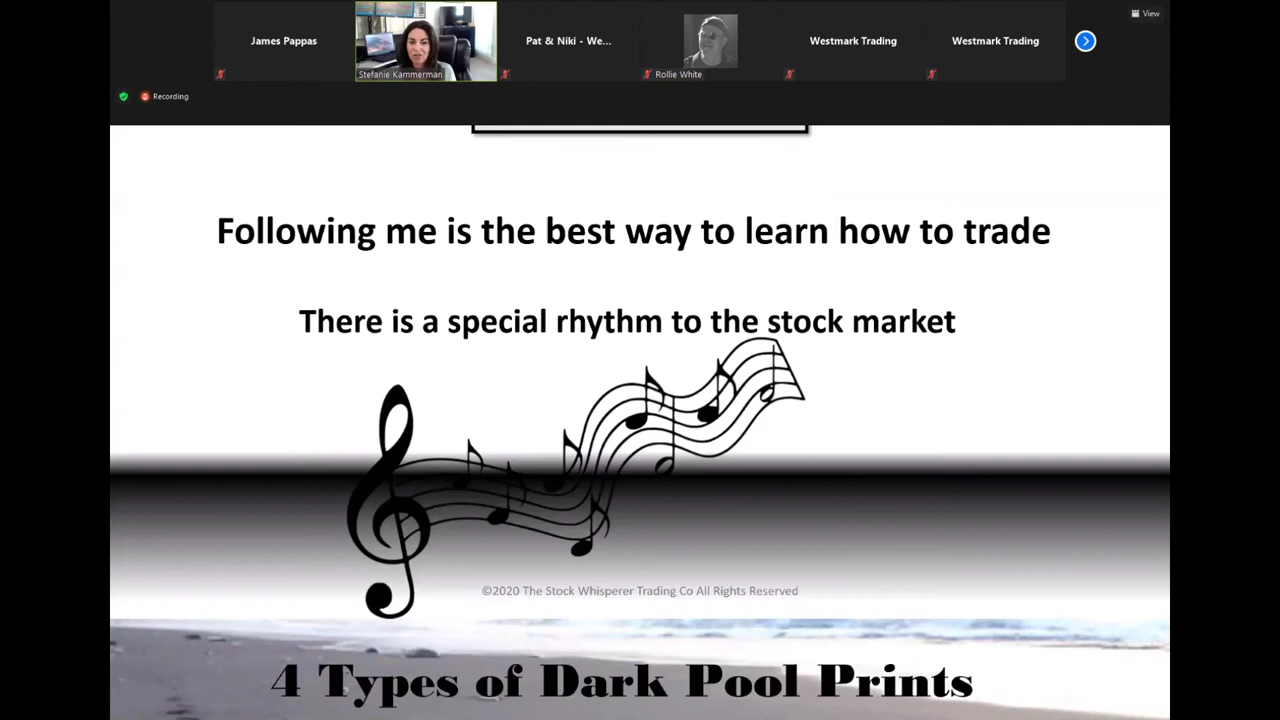 View
James Pappas
Pat & Niki - We...
Westmark Trading
Westmark Trading
Stefanie Kammerman
Rollie White
Recording
Following me is the best way to learn how to trade
There is a special rhythm to the stock market
©2020 The Stock Whisperer Trading Co All Rights Reserved
4 Types of Dark Pool Prints